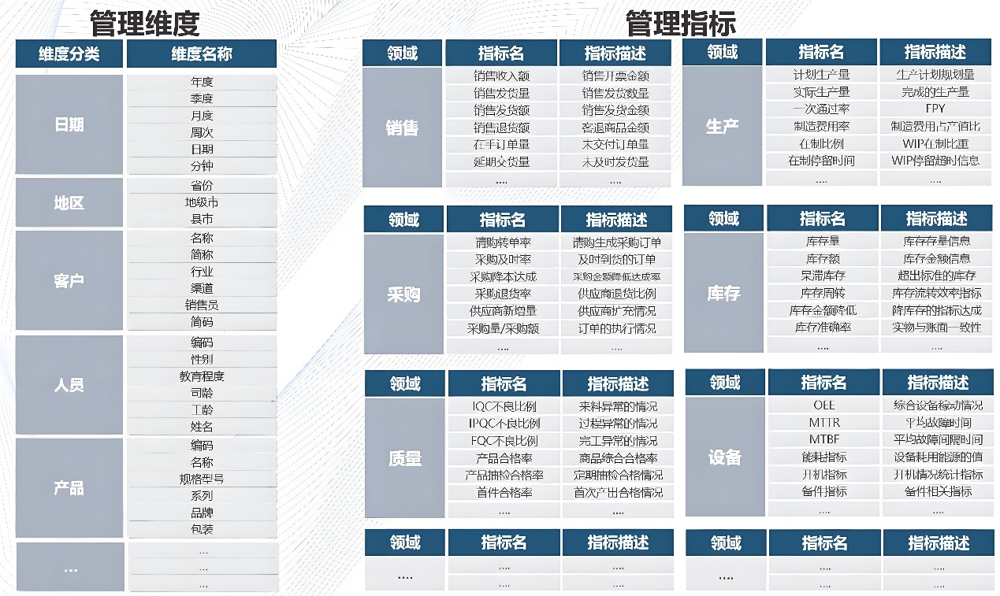 管理维度
维度分类 维度名称
日期
年度
季度
月度
周次
日期
分钟
地区
省份
地级市
县市
客户
名称
简称
行业
渠道
销售员
简码
人员
编码
性别
教育程度
司龄
工龄
姓名
产品
编码
名称
规格型号
系列
品牌
包装
...
...
...
...
管理指标
领域 指标名 指标描述
销售
销售收入额 销售开票金额
销售发货量 销售发货数量
销售发货额 销售发货金额
销售退货额 客退商品金额
在手订单量 未交付订单量
延期交货量 未及时发货量
.... ....
领域 指标名 指标描述
生产
计划生产量 生产计划规划量
实际生产量 完成的生产量
一次通过率 FPY
制造费用率 制造费用占产值比
在制比例 WIP在制比重
在制停留时间 WIP停留超时信息
.... ....
领域 指标名 指标描述
采购
请购转单率 请购生成采购订单
采购及时率 及时到货的订单
采购降本达成 采购金额降低达成率
采购退货率 供应商退货比例
供应商新增量 供应商扩充情况
采购量/采购额 订单的执行情况
.... ....
领域 指标名 指标描述
库存
库存量 库存存量信息
库存额 库存金额信息
呆滞库存 超出标准的库存
库存周转 库存流转效率指标
库存金额降低 降库存的指标达成
库存准确率 实物与账面一致性
.... ....
领域 指标名 指标描述
质量
IQC不良比例 来料异常的情况
IPQC不良比例 过程异常的情况
FQC不良比例 完工异常的情况
产品合格率 商品综合合格率
产品抽检合格率 定期抽检合格情况
首件合格率 首次产出合格情况
.... ....
领域 指标名 指标描述
设备
OEE 综合设备稼动情况
MTTR 平均故障时间
MTBF 平均故障间隔时间
能耗指标 设备耗用能源的值
开机指标 开机情况统计指标
备件指标 备件相关指标
.... ....
领域 指标名 指标描述
....
.... ....
.... ....
领域 指标名 指标描述
....
.... ....
.... ....